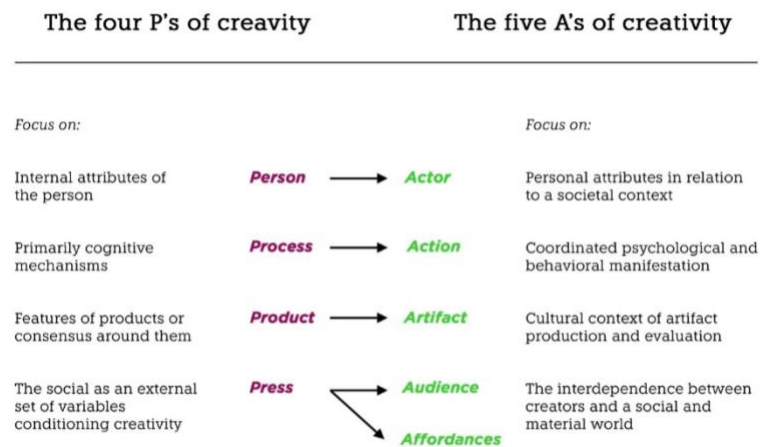 The four P's of creavity
The five A's of creativity
Focus on:
Focus on:
Internal attributes of
the person
Person
Actor
Personal attributes in relation
to a societal context
Primarily cognitive
mechanisms
Process
Action
Coordinated psychological and
behavioral manifestation
Features of products or
consensus around them
Product
Artifact
Cultural context of artifact
production and evaluation
The social as an external
set of variables
conditioning creativity
Press
Audience
Affordances
The interdependence between
creators and a social and
material world